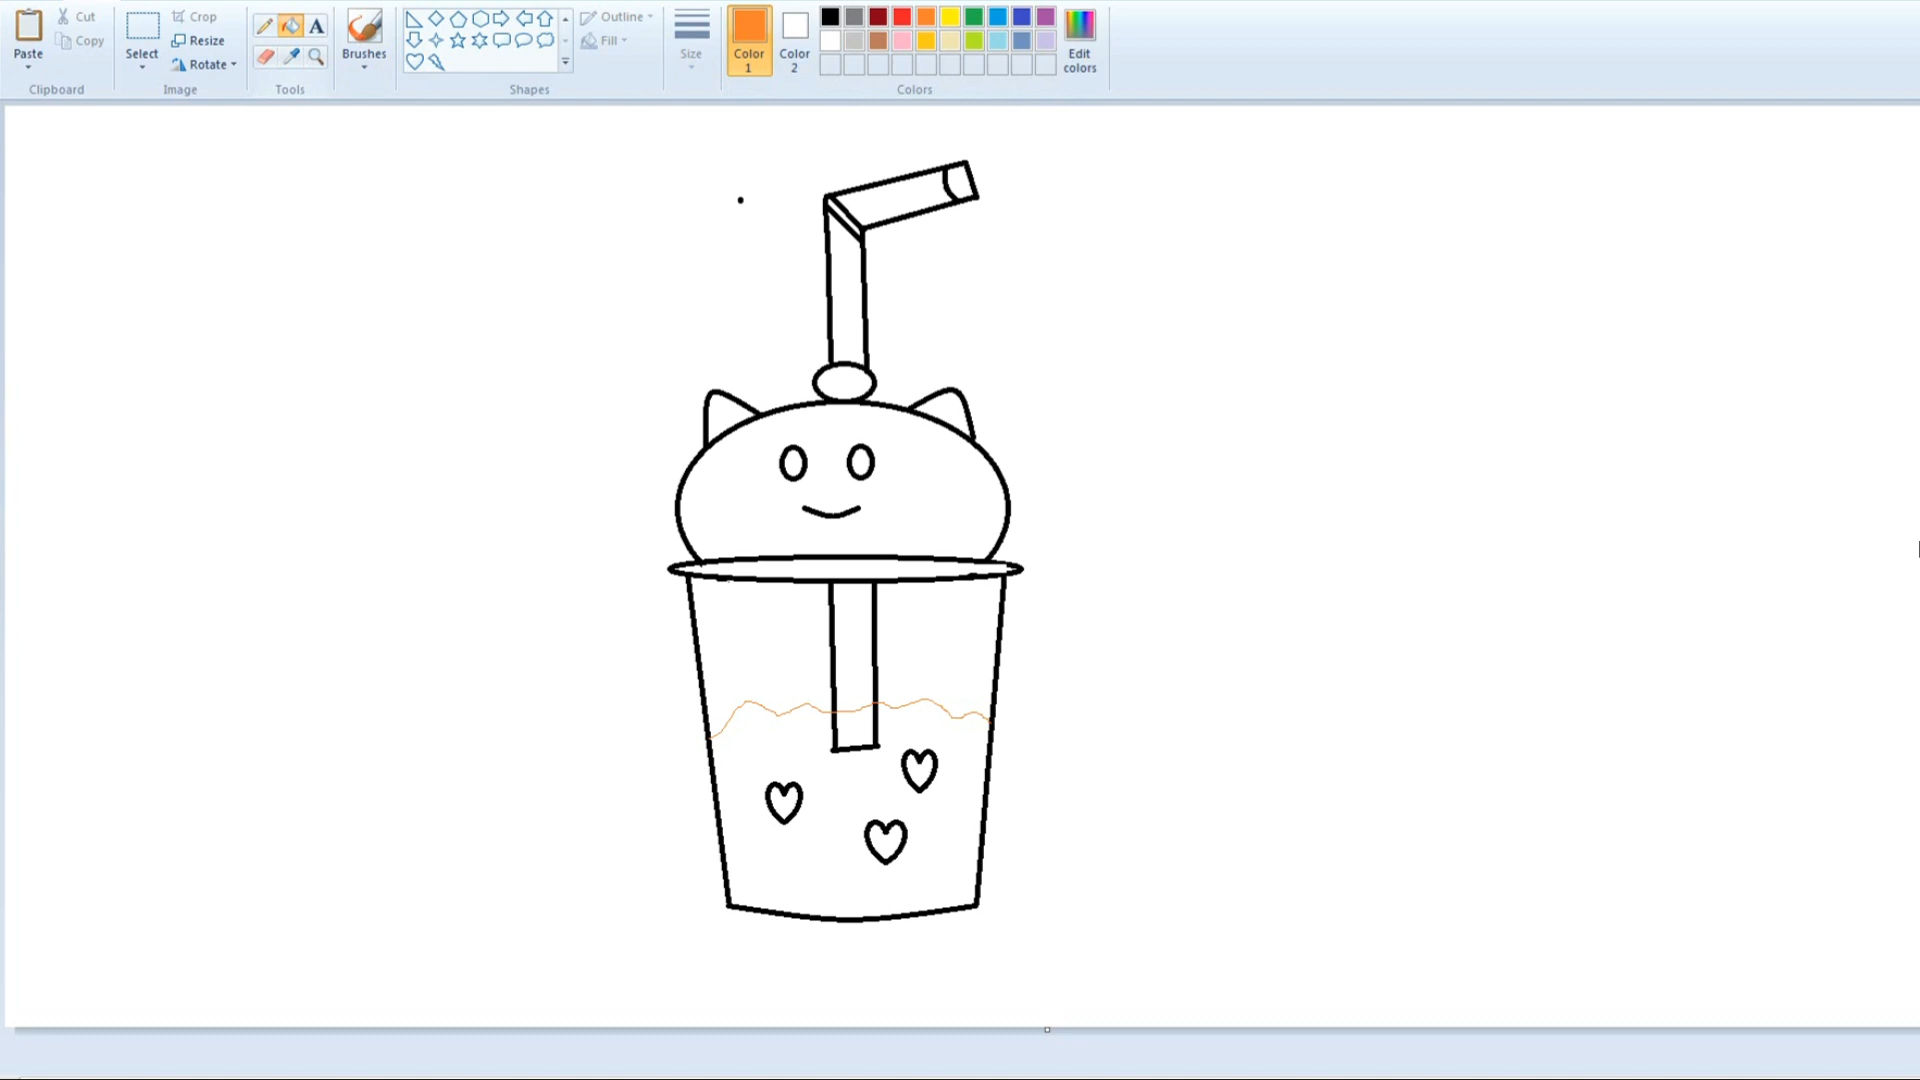 Paste
Cut
Copy
Clipboard
Select
Crop
Resize
Rotate
Image
A
Tools
Brushes
Shapes
Outline
Fill
Size
Color
1
Color
2
Edit
colors
Colors